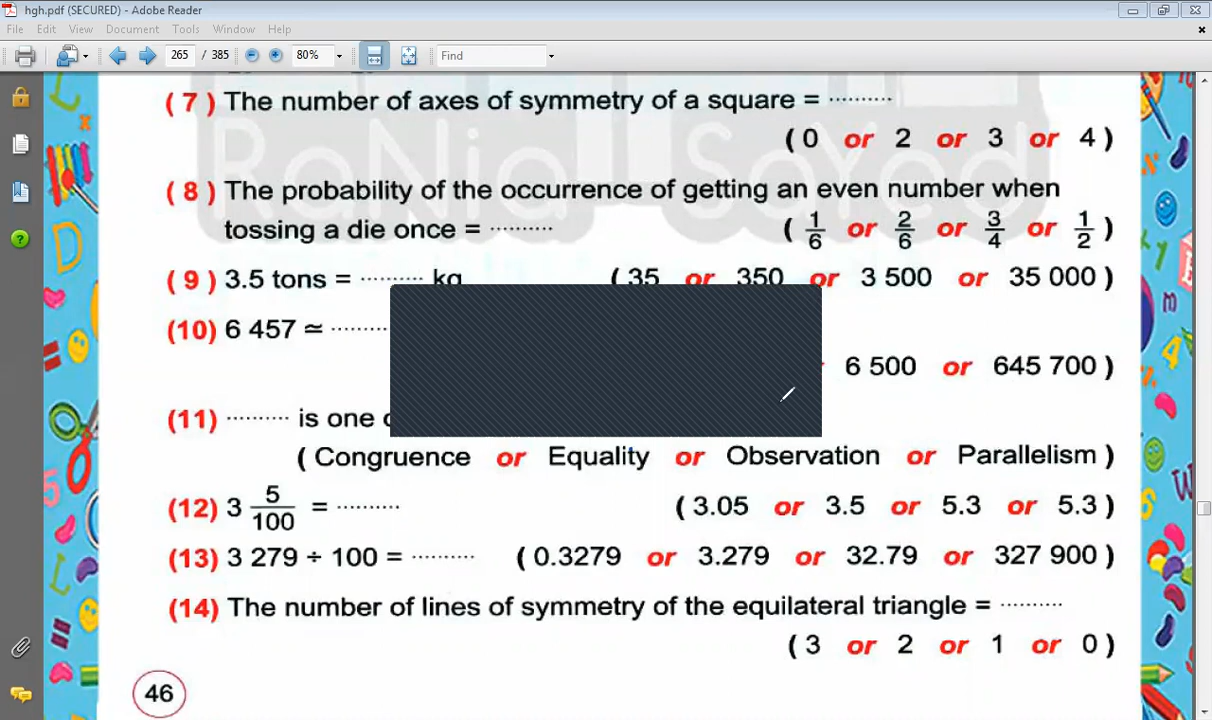 hgh.pdf (SECURED) - Adobe Reader
File Edit View Document Tools Window Help
265 / 385 80% Find
RaNia Sayed
(7) The number of axes of symmetry of a square = ..........
(0 or 2 or 3 or 4)
(8) The probability of the occurrence of getting an even number when
tossing a die once = .......... (1/6 or 2/6 or 3/4 or 1/2)
(9) 3.5 tons = .......... kg (35 or 350 or 3 500 or 35 000)
(10) 6 457 ≃ ..........
6 500 or 645 700)
(11) .......... is one
(Congruence or Equality or Observation or Parallelism)
(12) 3 5/100 = .......... (3.05 or 3.5 or 5.3 or 5.3)
(13) 3 279 ÷ 100 = .......... (0.3279 or 3.279 or 32.79 or 327 900)
(14) The number of lines of symmetry of the equilateral triangle = ..........
(3 or 2 or 1 or 0)
46